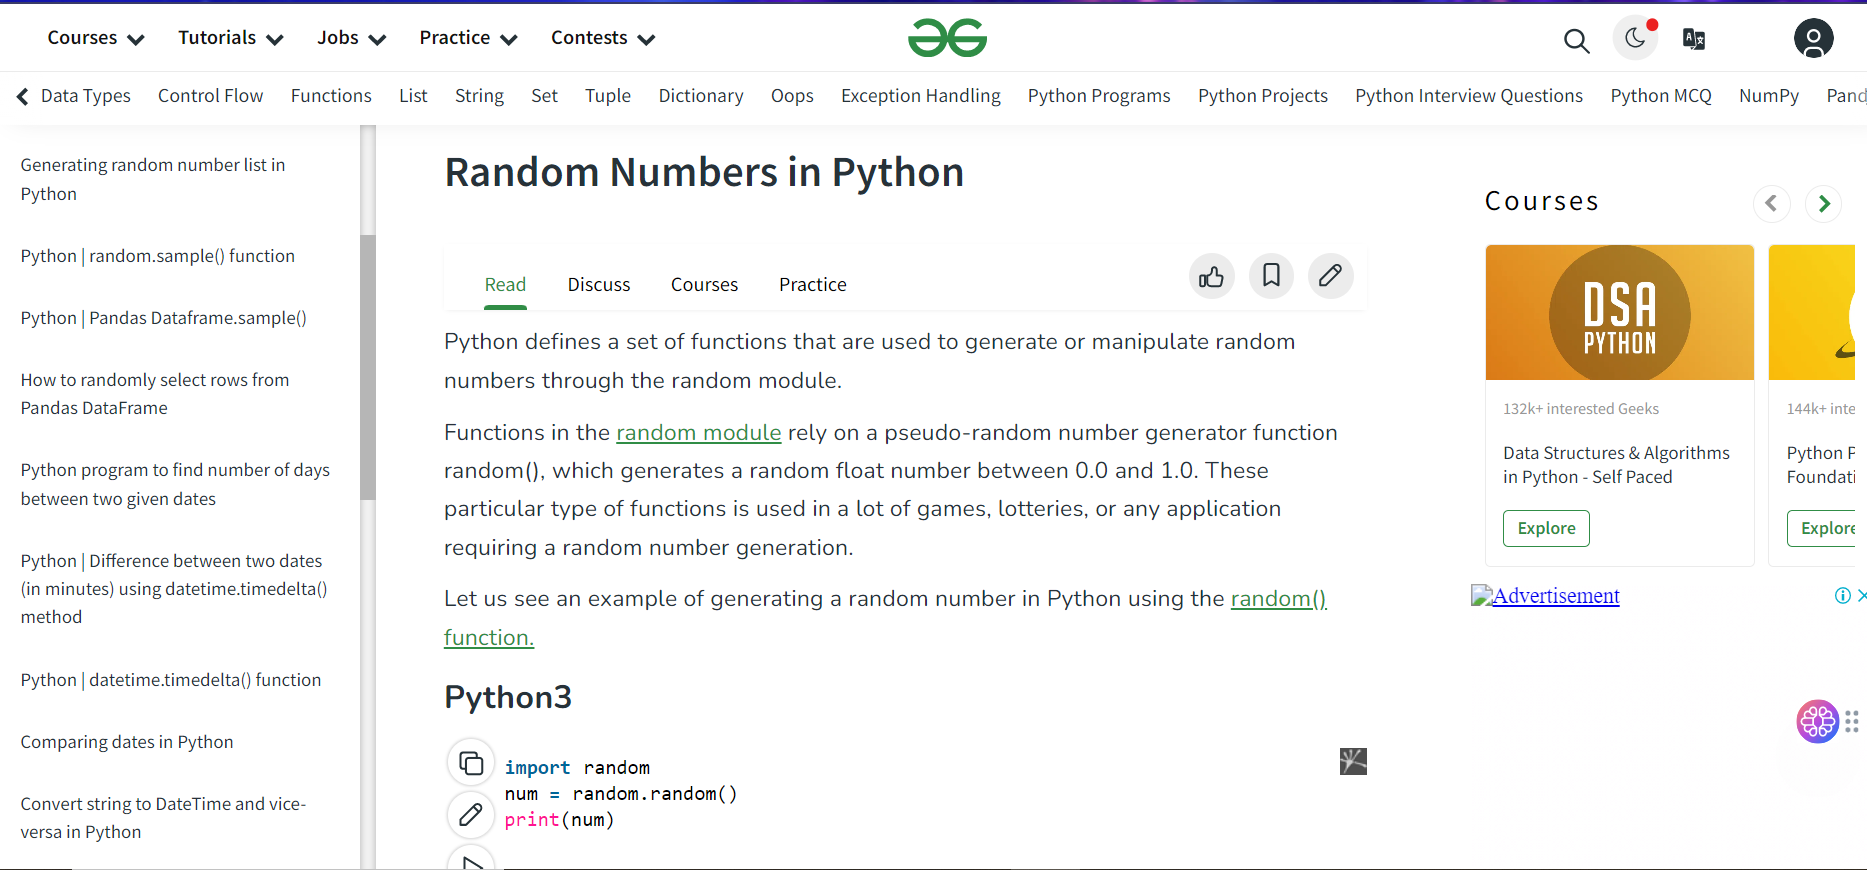 Courses Tutorials Jobs Practice Contests
Data Types Control Flow Functions List String Set Tuple Dictionary Oops Exception Handling Python Programs Python Projects Python Interview Questions Python MCQ NumPy Pand
Generating random number list in
Python
Python | random.sample() function
Python | Pandas Dataframe.sample()
How to randomly select rows from
Pandas DataFrame
Python program to find number of days
between two given dates
Python | Difference between two dates
(in minutes) using datetime.timedelta()
method
Python | datetime.timedelta() function
Comparing dates in Python
Convert string to DateTime and vice-
versa in Python
Random Numbers in Python
Read Discuss Courses Practice
Python defines a set of functions that are used to generate or manipulate random
numbers through the random module.
Functions in the random module rely on a pseudo-random number generator function
random(), which generates a random float number between 0.0 and 1.0. These
particular type of functions is used in a lot of games, lotteries, or any application
requiring a random number generation.
Let us see an example of generating a random number in Python using the random()
function.
Python3
import random
num = random.random()
print(num)
Courses
DSA
PYTHON
132k+ interested Geeks
Data Structures & Algorithms
in Python - Self Paced
Explore
144k+ inte
Python P
Foundati
Explore
Advertisement